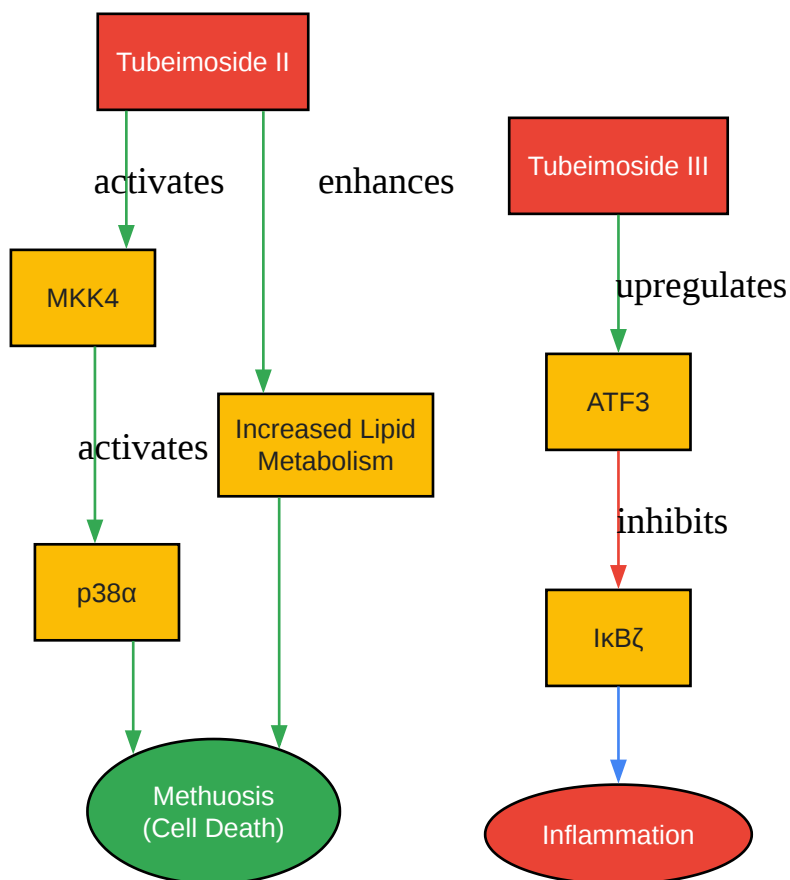 Tubeimoside II
activates
enhances
MKK4
activates
Increased Lipid
Metabolism
p38α
Methuosis
(Cell Death)
Tubeimoside III
upregulates
ATF3
inhibits
IκBζ
Inflammation